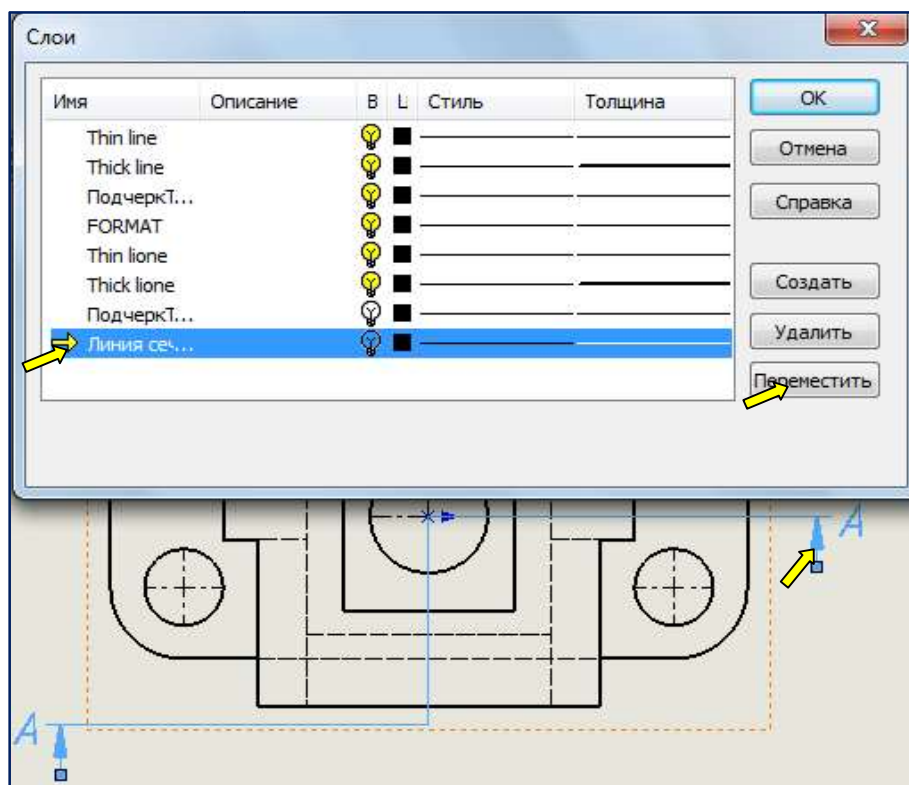 Слои
Имя Описание В L Стиль Толщина
Thin line
Thick line
ПодчеркТ...
FORMAT
Thin lione
Thick lione
ПодчеркТ...
Линия сеч...
OK
Отмена
Справка
Создать
Удалить
Переместить
A
A